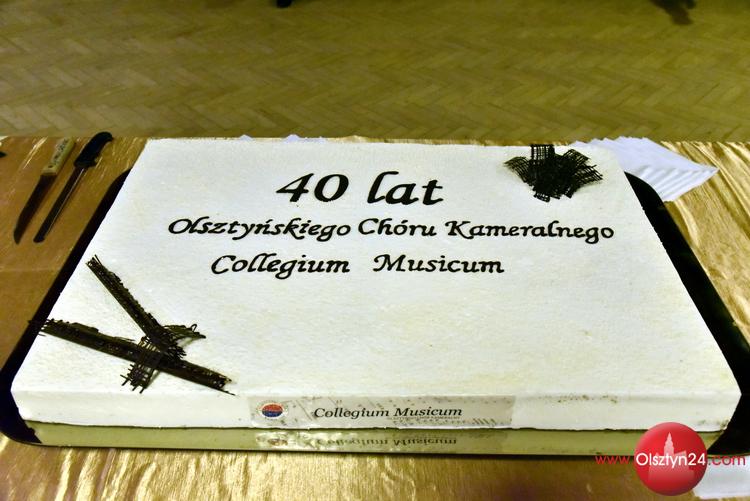 40 lat
Olsztyńskiego Chóru Kameralnego
Collegium Musicum
Collegium Musicum
www.Olsztyn24.com